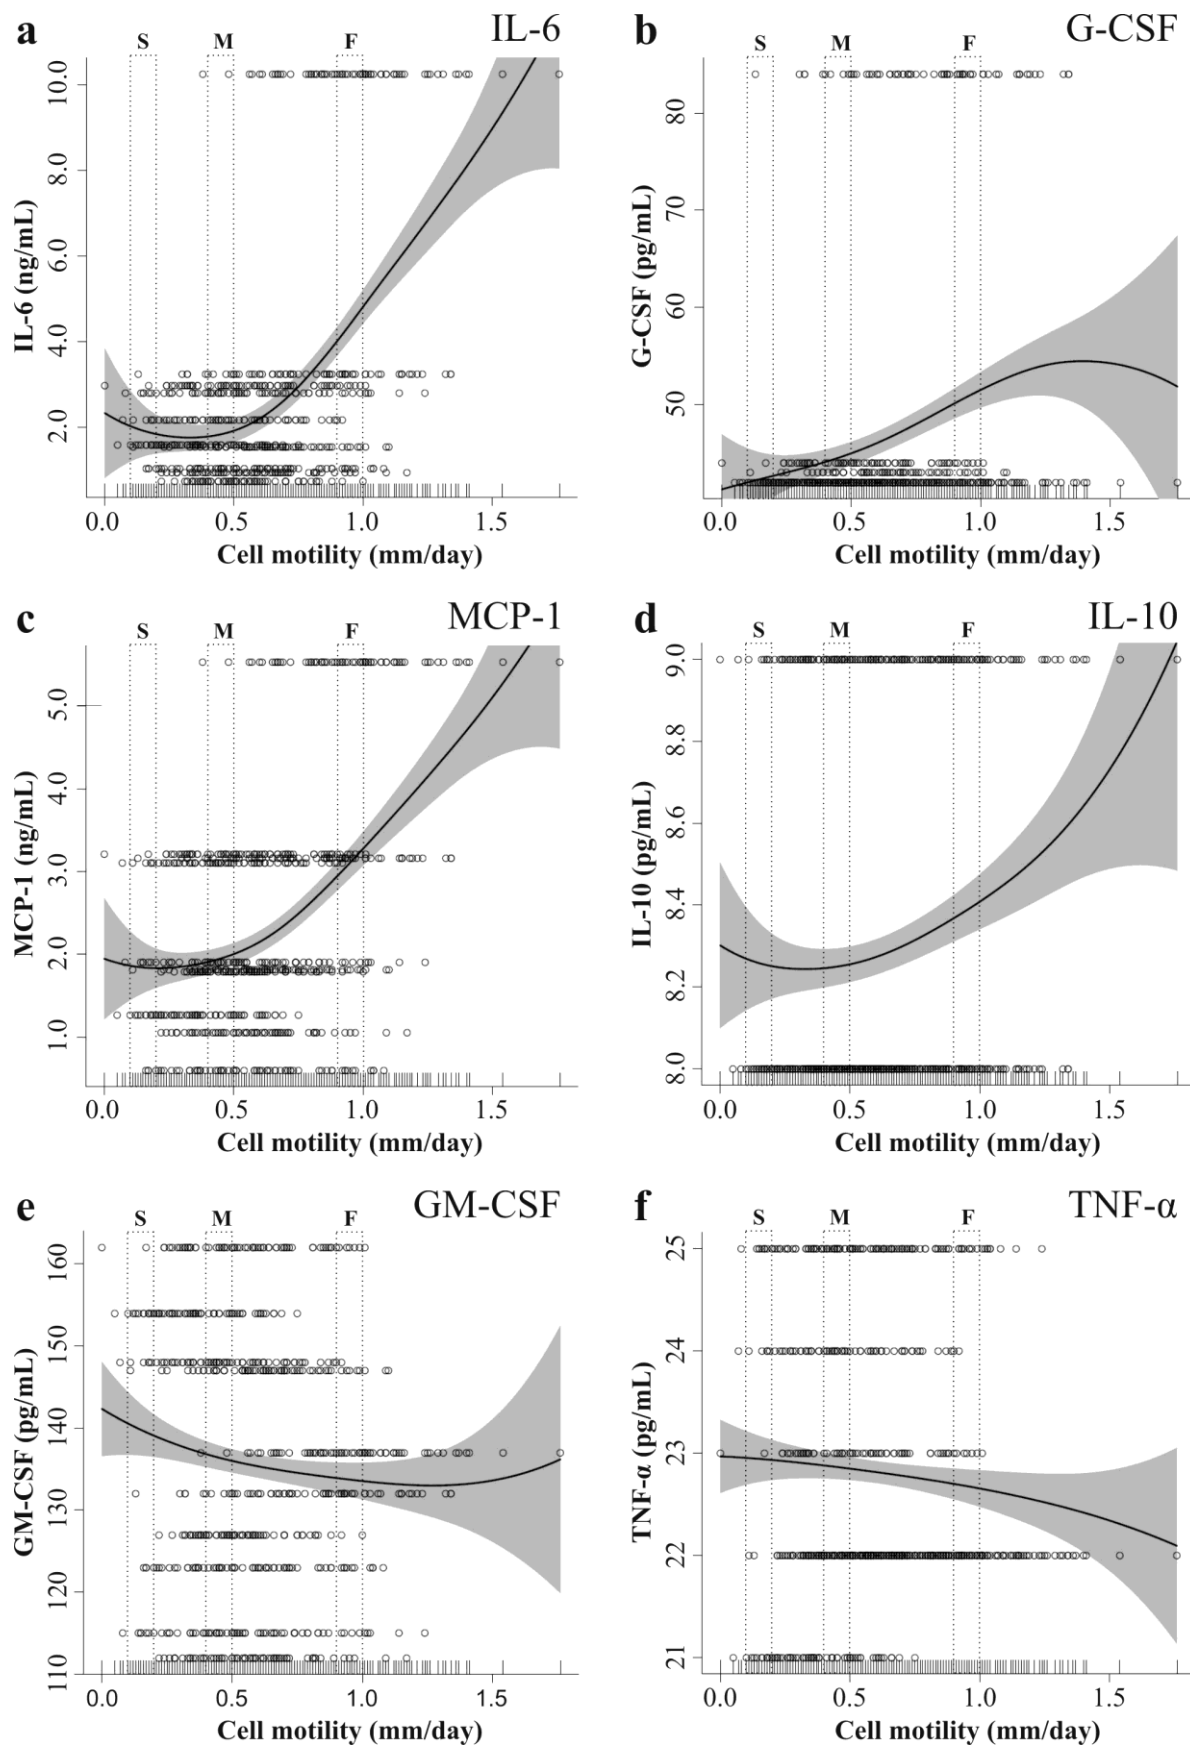 a IL-6 b G-CSF
S M F S M F
10.0
8.0
6.0
4.0
2.0
IL-6 (ng/mL)
0.0 0.5 1.0 1.5
Cell motility (mm/day)
80
70
60
50
G-CSF (pg/mL)
0.0 0.5 1.0 1.5
Cell motility (mm/day)
c MCP-1 d IL-10
S M F S M F
5.0
4.0
3.0
2.0
1.0
MCP-1 (ng/mL)
0.0 0.5 1.0 1.5
Cell motility (mm/day)
9.0
8.8
8.6
8.4
8.2
8.0
IL-10 (pg/mL)
0.0 0.5 1.0 1.5
Cell motility (mm/day)
e GM-CSF f TNF-α
S M F S M F
160
150
140
130
120
110
GM-CSF (pg/mL)
0.0 0.5 1.0 1.5
Cell motility (mm/day)
25
24
23
22
21
TNF-α (pg/mL)
0.0 0.5 1.0 1.5
Cell motility (mm/day)